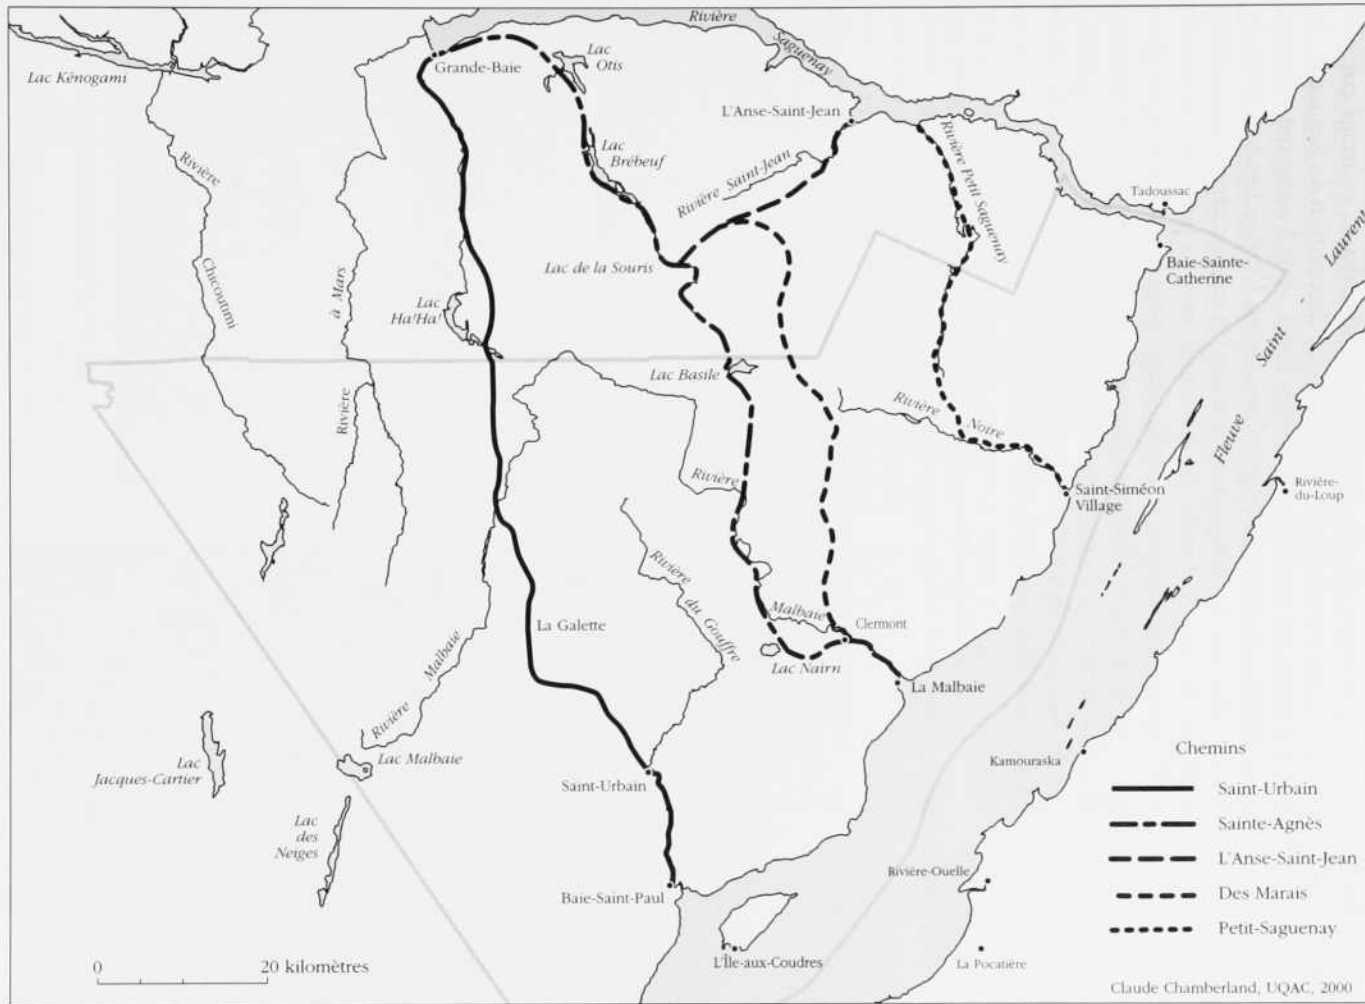 Rivière
Saguenay
Lac Kénogami
Grande-Baie
Lac
Otis
L'Anse-Saint-Jean
Lac
Brébeuf
Rivière Saint-Jean
Rivière Petit Saguenay
Rivière
Chicoutimi
Tadoussac
Baie-Sainte-
Catherine
Lac de la Souris
Lac
Ha!Ha!
Rivière
à Mars
Lac Basile
Rivière
Noire
Fleuve
Saint
Lauren
Rivière-
du-Loup
Saint-Siméon
Village
Rivière
Malbaie
Rivière
du Gouffre
La Galette
Clermont
Lac Nairn
La Malbaie
Rivière
Malbaie
Lac Malbaie
Lac
Jacques-Cartier
Lac
des
Neiges
Saint-Urbain
Baie-Saint-Paul
L'Île-aux-Coudres
Kamouraska
Rivière-Ouelle
La Pocatière
Chemins
Saint-Urbain
Sainte-Agnès
L'Anse-Saint-Jean
Des Marais
Petit-Saguenay
0 20 kilomètres
Claude Chamberland, UQAC, 2000